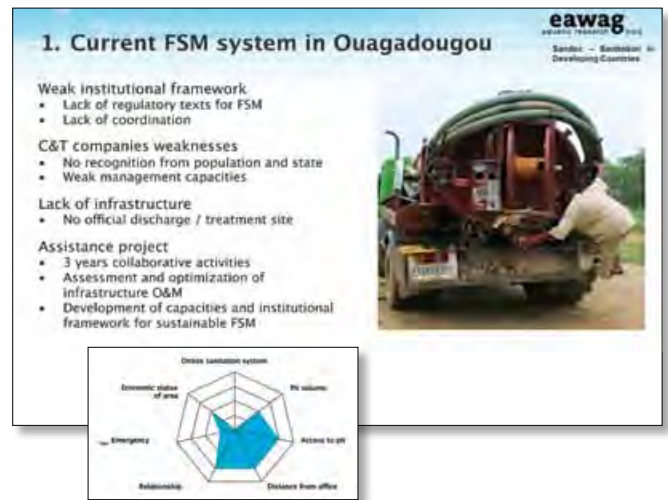 eawag
aquatic research
1. Current FSM system in Ouagadougou
Sandec – Sanitation in
Developing Countries
Weak institutional framework
• Lack of regulatory texts for FSM
• Lack of coordination
C&T companies weaknesses
• No recognition from population and state
• Weak management capacities
Lack of infrastructure
• No official discharge / treatment site
Assistance project
• 3 years collaborative activities
• Assessment and optimization of
infrastructure O&M
• Development of capacities and institutional
framework for sustainable FSM
Onsite sanitation system
Economic status
of area
Pit volume
Emergency
Access to pit
Relationship
Distance from office